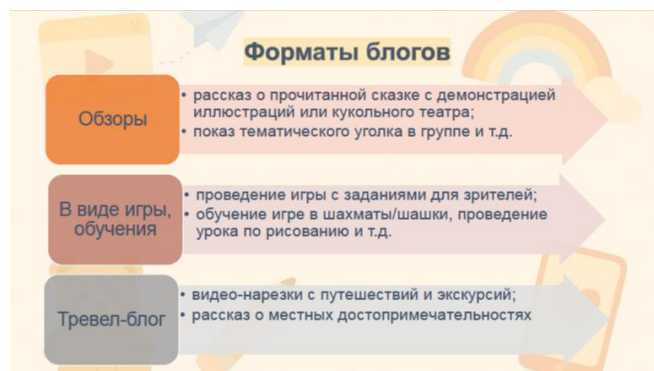 Форматы блогов
Обзоры
• рассказ о прочитанной сказке с демонстрацией
иллюстраций или кукольного театра;
• показ тематического уголка в группе и т.д.
В виде игры,
обучения
• проведение игры с заданиями для зрителей;
• обучение игре в шахматы/шашки, проведение
урока по рисованию и т.д.
Тревел-блог
• видео-нарезки с путешествий и экскурсий;
• рассказ о местных достопримечательностях